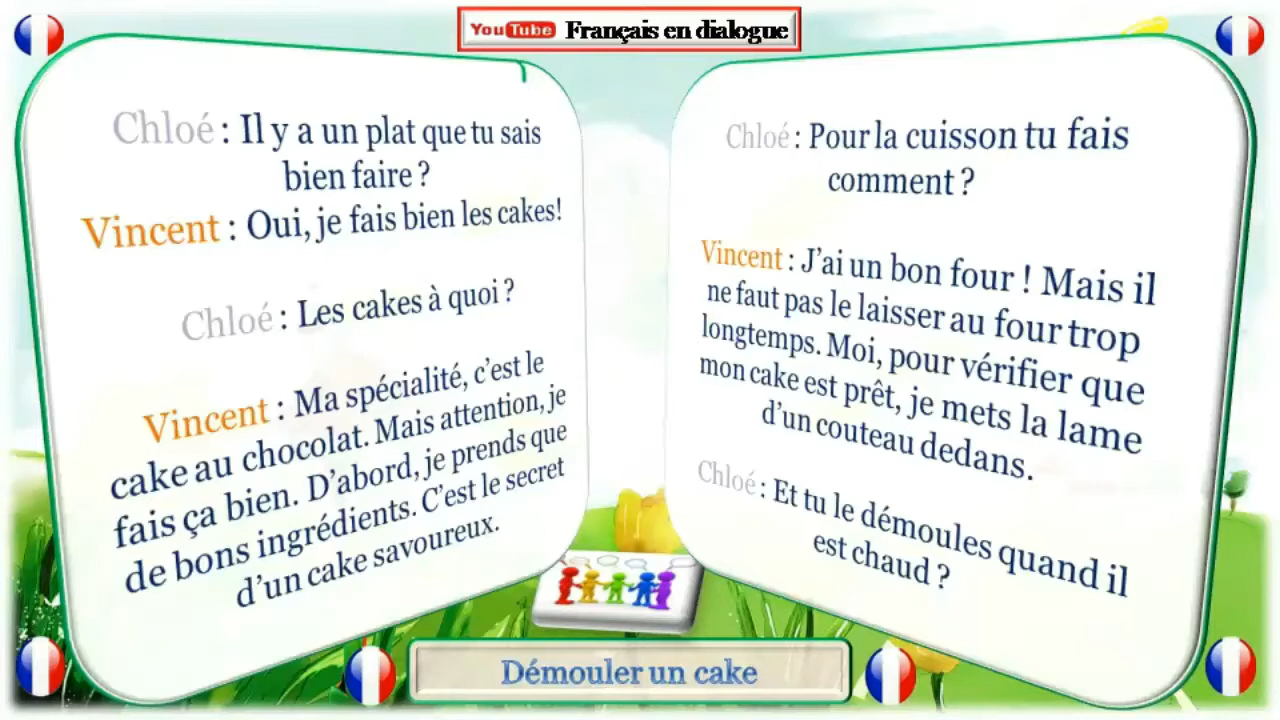 YouTube Français en dialogue
Chloé : Il y a un plat que tu sais
bien faire ?
Vincent : Oui, je fais bien les cakes!
Chloé : Les cakes à quoi ?
Vincent : Ma spécialité, c’est le
cake au chocolat. Mais attention, je
fais ça bien. D’abord, je prends que
de bons ingrédients. C’est le secret
d’un cake savoureux.
Chloé : Pour la cuisson tu fais
comment ?
Vincent : J’ai un bon four ! Mais il
ne faut pas le laisser au four trop
longtemps. Moi, pour vérifier que
mon cake est prêt, je mets la lame
d’un couteau dedans.
Chloé : Et tu le démoules quand il
est chaud ?
Démouler un cake